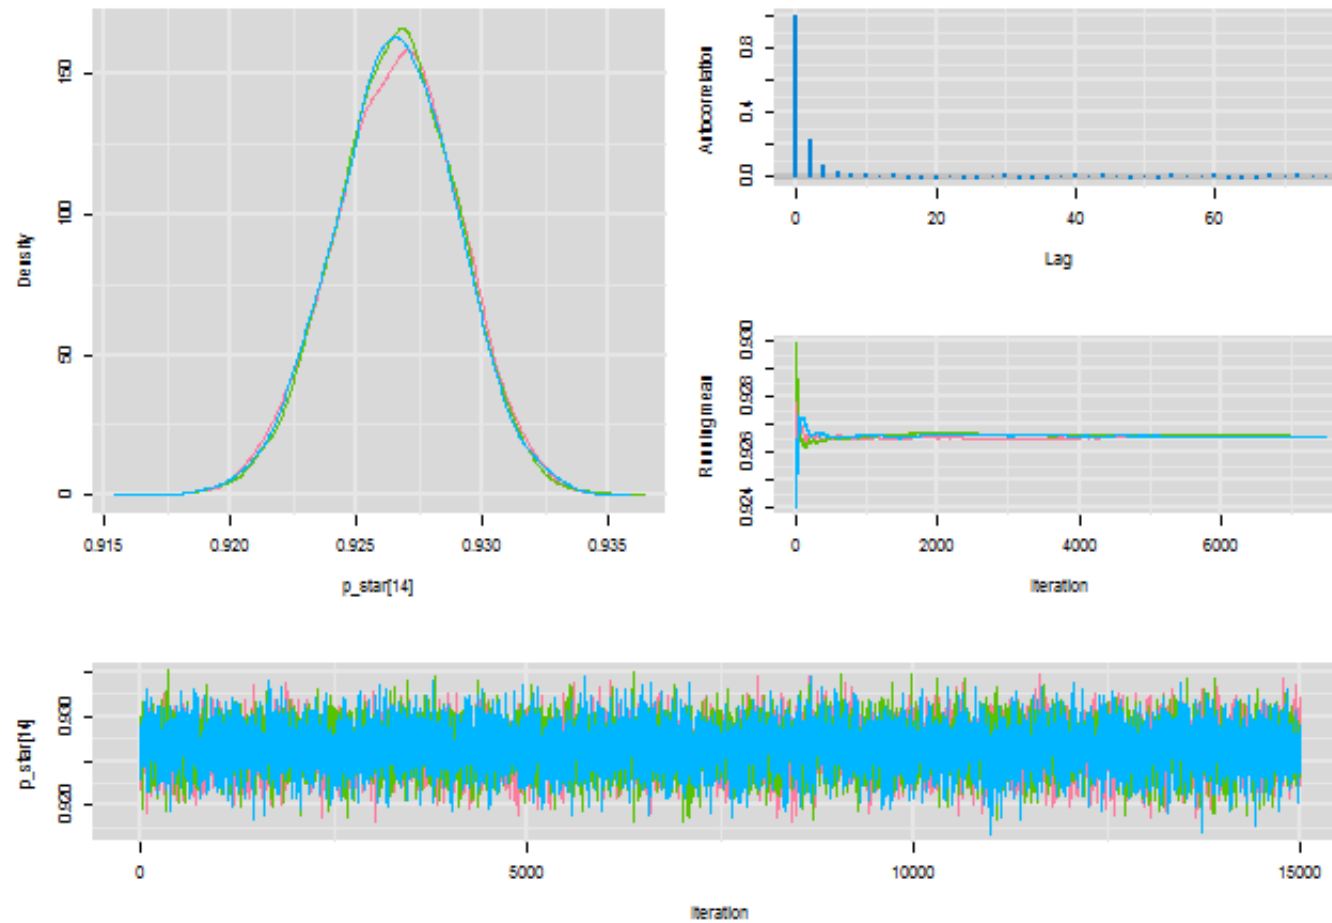 Density
0 50 100 150
0.915 0.920 0.925 0.930 0.935
p_star[14]
Autocorrelation
0.0 0.4 0.8
0 20 40 60
Lag
Running mean
0.924 0.926 0.928 0.930
0 2000 4000 6000
Iteration
p_star[14]
0.920 0.930
0 5000 10000 15000
Iteration